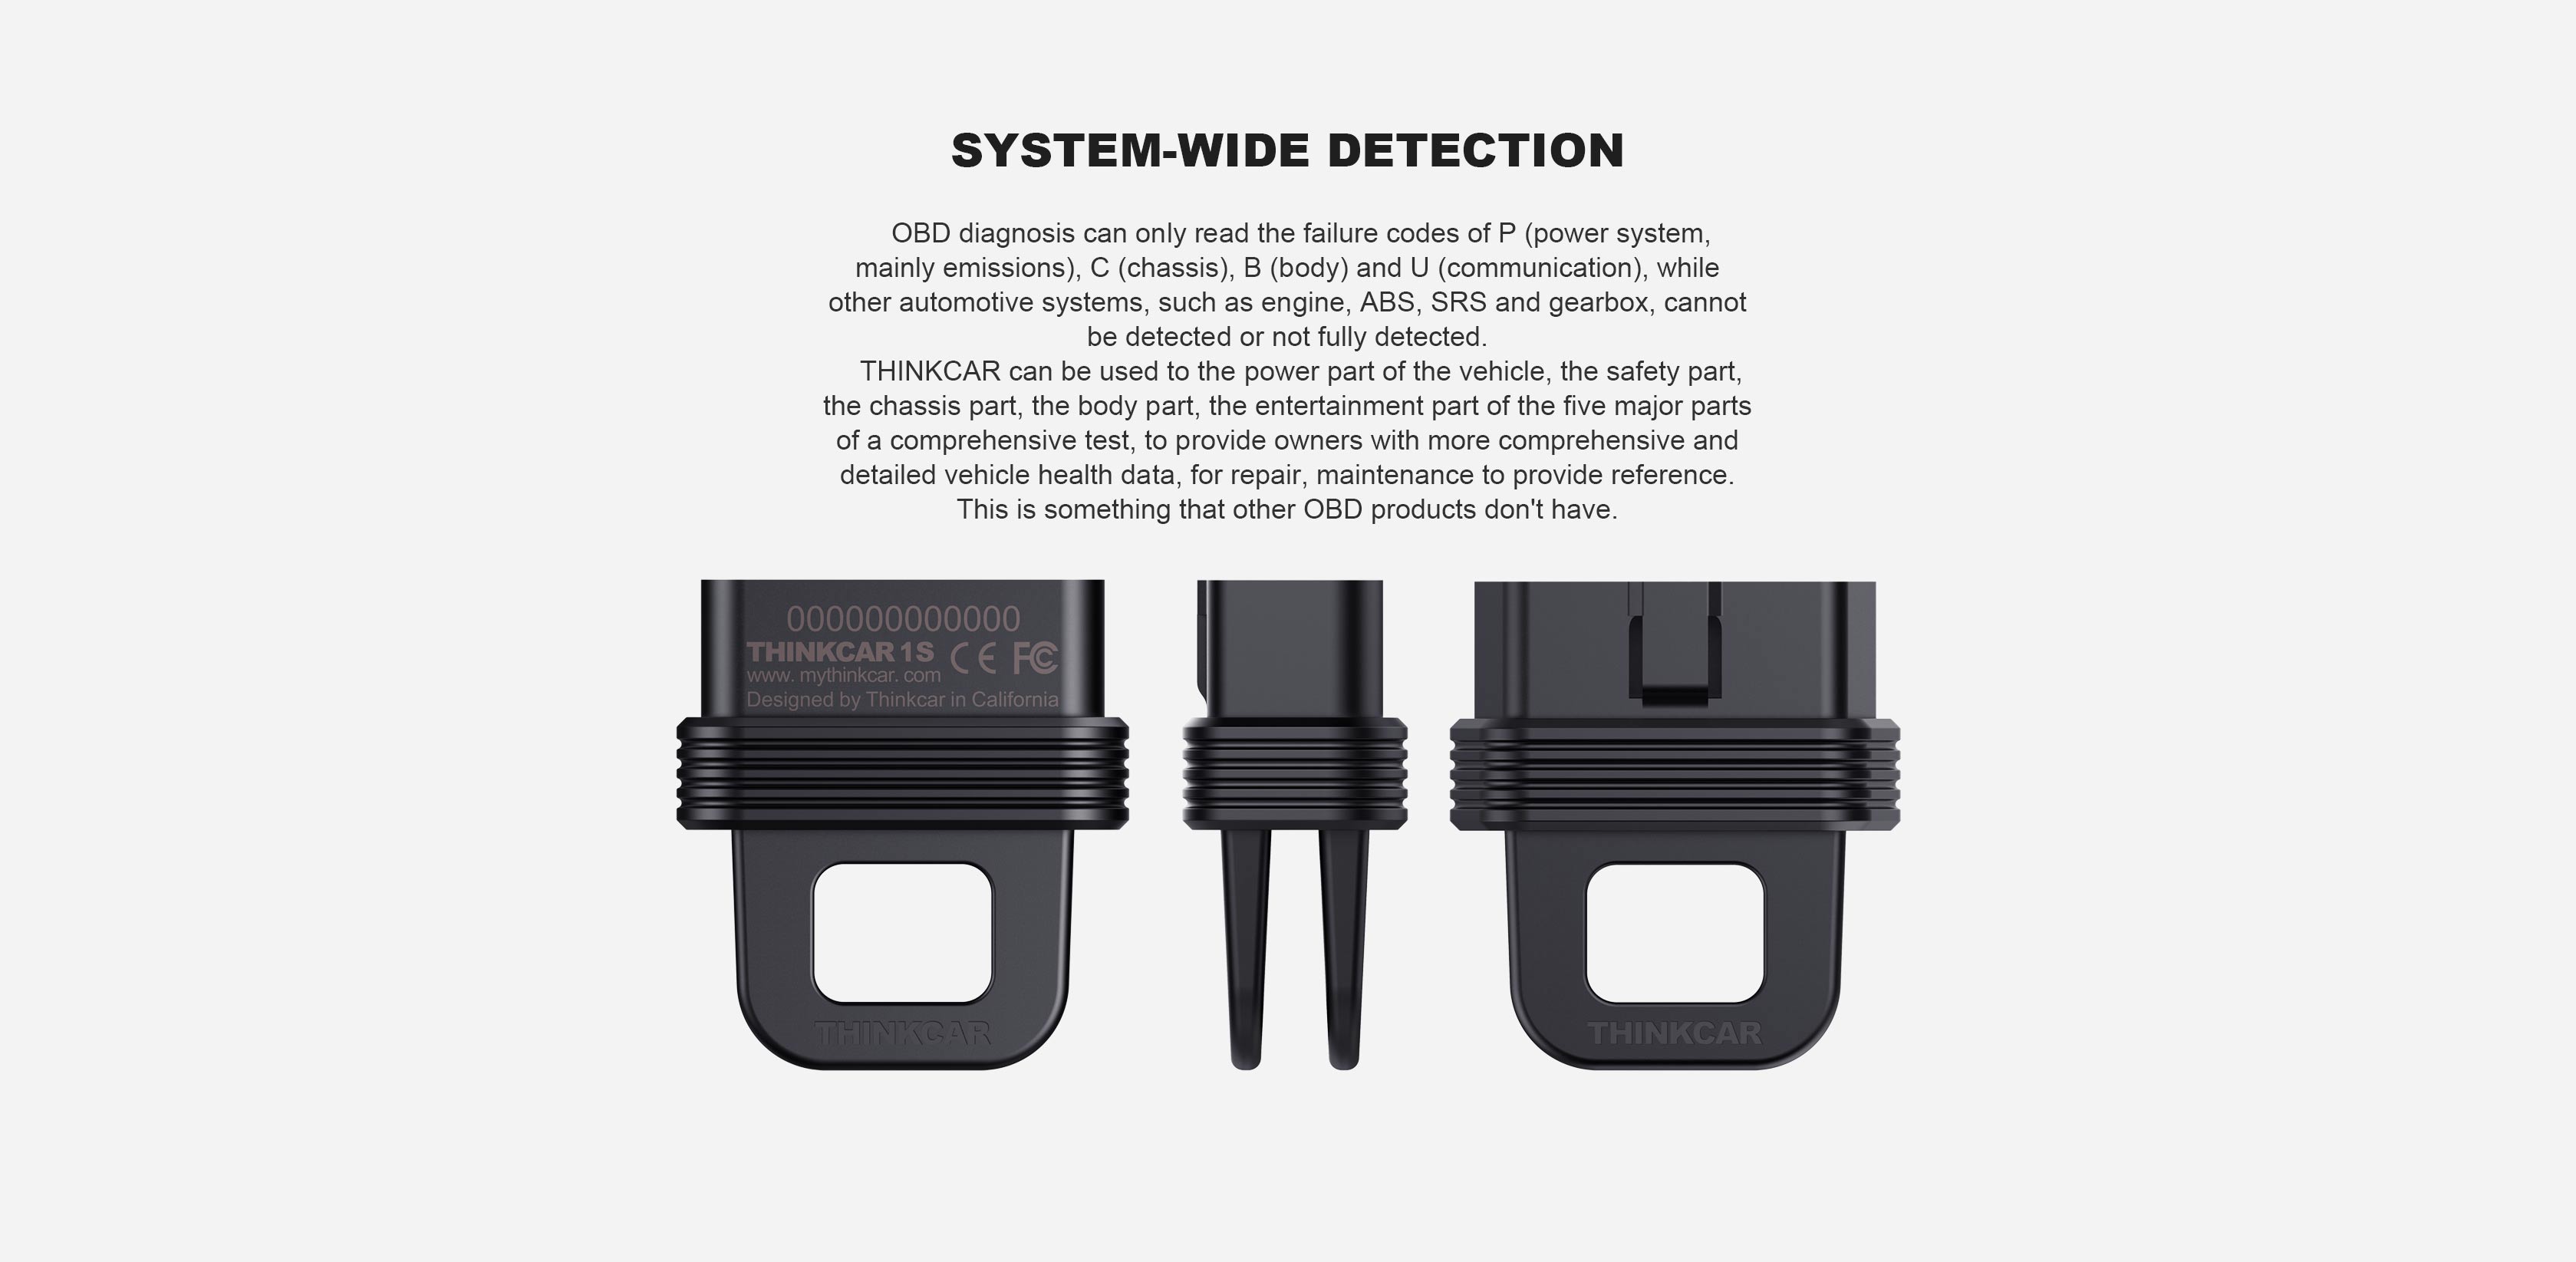 SYSTEM-WIDE DETECTION
OBD diagnosis can only read the failure codes of P (power system,
mainly emissions), C (chassis), B (body) and U (communication), while
other automotive systems, such as engine, ABS, SRS and gearbox, cannot
be detected or not fully detected.
THINKCAR can be used to the power part of the vehicle, the safety part,
the chassis part, the body part, the entertainment part of the five major parts
of a comprehensive test, to provide owners with more comprehensive and
detailed vehicle health data, for repair, maintenance to provide reference.
This is something that other OBD products don't have.
000000000000
THINKCAR 1S CE FC
www. mythinkcar. com
Designed by Thinkcar in California
THINKCAR
THINKCAR